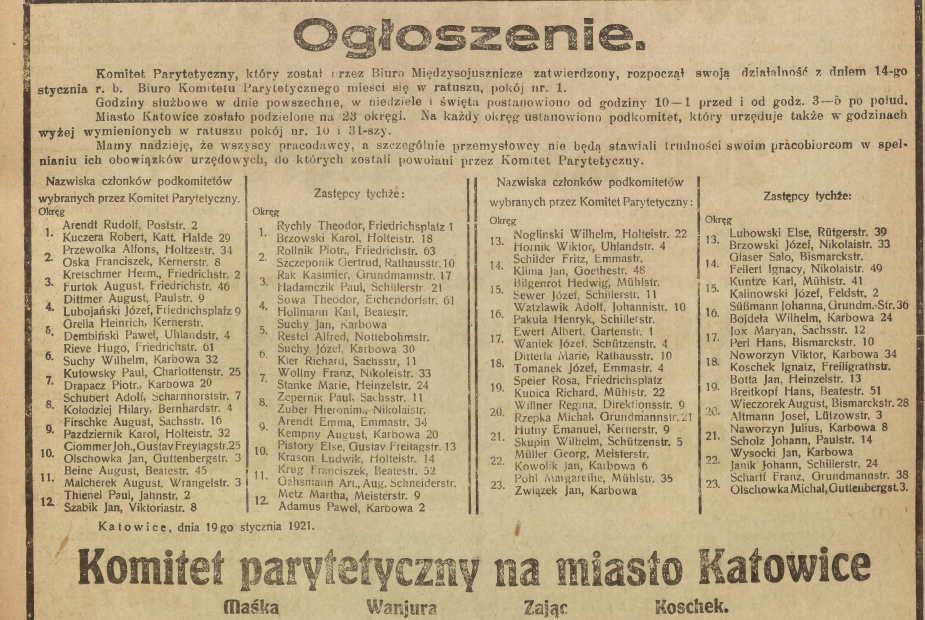 Ogłoszenie.
Komitet Parytetyczny, który został przez Biuro Międzysojusznicze zatwierdzony, rozpoczął swoją działalność z dniem 14-go
stycznia r. b. Biuro Komitetu Parytetycznego mieści się w ratuszu, pokój nr. 1.
Godziny służbowe w dnie powszechne, w niedziele i święta postanowiono od godziny 10—1 przed i od godz. 3—5 po połud.
Miasto Katowice zostało podzielone na 23 okręgi. Na każdy okręg ustanowiono podkomitet, który urzęduje także w godzinach
wyżej wymienionych w ratuszu pokój nr. 10 i 31-szy.
Mamy nadzieję, że wszyscy pracodawcy, a szczególnie przemysłowcy nie będą stawiali trudności swoim pracobiorcom w speł-
nianiu ich obowiązków urzędowych, do których zostali powołani przez Komitet Parytetyczny.
Nazwiska członków podkomitetów
wybranych przez Komitet Parytetyczny.
Okręg
Arendt Rudolf, Poststr. 2
1.
Kuczera Robert, Katt. Halde 29
Przewolka Alfons, Holtzestr. 34
2.
Oska Franciszek, Kernerstr. 8
Kretschmer Herm., Friedrichstr. 2
3.
Furtok August, Friedrichstr. 46
Dittmer August, Paulstr. 9
4.
Lubojański Józef, Friedrichsplatz 9
Grella Heinrich, Kernerstr.
5.
Dembiński Paweł, Uhlandstr. 4
Rieve Hugo, Friedrichstr. 61
6.
Suchy Wilhelm, Karbowa 32
Kutowsky Paul, Charlottenstr. 25
7.
Drapacz Piotr, Karbowa 20
Schubert Adolf, Scharnhorststr. 7
8.
Kołodziej Hilary, Bernhardstr. 4
Firschke August, Sachsstr. 16
9.
Pazdziernik Karol, Holteistr. 32
Ciommer Joh., Gustav Freytagstr. 25
10.
Olschowka Jan, Guttenbergstr. 3
Beine August, Beatestr. 45
11.
Malcherek August, Wrangelstr. 3
Thienel Paul, Jahnstr. 2
12.
Szabik Jan, Viktoriastr. 8
Zastępcy tychże:
Okręg
Rychly Theodor, Friedrichsplatz 1
1.
Brzowski Karol, Holteistr. 18
Rollnik Piotr, Friedrichstr. 63
2.
Szczeponik Gertrud, Rathausstr. 10
Rak Kasimier, Grundmannstr. 17
3.
Hadamczik Paul, Schillerstr. 21
Sowa Theodor, Eichendorfstr. 61
4.
Hollmann Karl, Beatestr.
Suchy Jan, Karbowa
5.
Restel Alfred, Nottebohmstr.
Suchy Józef, Karbowa 30
6.
Kier Richard, Sachsstr. 11
Wollny Franz, Nikoleistr. 33
7.
Stanke Marie, Heinzelstr. 24
Zepernik Paul, Sachsstr. 11
8.
Zuber Hieronim., Nikolaistr.
Arendt Emma, Emmastr. 34
9.
Kempny August, Karbowa 20
Pistory Else, Gustav Freitagstr. 13
10.
Krason Ludwik, Holteistr. 14
Krug Franciszek, Beatestr. 52
11.
Gahsmann Art., Aug. Schneiderstr.
Metz Martha, Meisterstr. 9
12.
Adamus Paweł, Karbowa 2
Nazwiska członków podkomitetów
wybranych przez Komitet Parytetyczny:
Okręg
Noglinski Wilhelm, Holteistr. 22
13.
Hornik Wiktor, Uhlandstr. 4
Schilder Fritz, Emmastr.
14.
Klima Jan, Goethestr. 48
Bilgenrot Hedwig, Mühlstr.
15.
Sewer Józef, Schillerstr. 11
Watzlawik Adolf, Johannistr. 10
16.
Pakula Henryk, Schillerstr.
Ewert Albert, Gartenstr. 1
17.
Waniek Józef, Schützenstr. 4
Ditterla Marie, Rathausstr. 10
18.
Tomanek Józef, Emmastr. 4
Speier Rosa, Friedrichsplatz
19.
Kubica Richard, Mühlstr. 22
Willner Regina, Direktionsstr. 9
20.
Rzepka Michał, Grundmannstr. 21
Hutny Emanuel, Kernerstr. 9
21.
Skupin Wilhelm, Schützenstr. 5
Müller Georg, Meisterstr.
22.
Kowolik Jan, Karbowa 6
Pohl Margarethe, Mühlstr. 35
23.
Związek Jan, Karbowa
Zastępcy tychże:
Okręg
Lubowski Else, Rütgerstr. 39
13.
Brzowski Józef, Nikolaistr. 33
Glaser Salo, Bismarckstr.
14.
Feilert Ignacy, Nikolaistr. 49
Kuntze Karl, Mühlstr. 41
15.
Kalinowski Józef, Feldstr. 2
Süßmann Johanna, Grundm.-Str. 36
16.
Bojdela Wilhelm, Karbowa 24
Jox Maryan, Sachsstr. 12
17.
Perl Hans, Bismarckstr. 10
Noworzyn Viktor, Karbowa 34
18.
Koschek Ignatz, Freiligrathstr.
Botta Jan, Heinzelstr. 13
19.
Breitkopf Hans, Beatestr. 51
Wieczorek August, Bismarckstr. 28
20.
Altmann Josef, Lützowstr. 3
Naworzyn Julius, Karbowa 8
21.
Scholz Johann, Paulstr. 14
Wysocki Jan, Karbowa
22.
Janik Johann, Schillerstr. 24
Scharff Franz, Grundmannstr. 38
23.
Olschowka Michał, Guttenbergst. 3.
Katowice, dnia 19go stycznia 1921.
Komitet parytetyczny na miasto Katowice
Maśka Wanjura Zając Koschek.